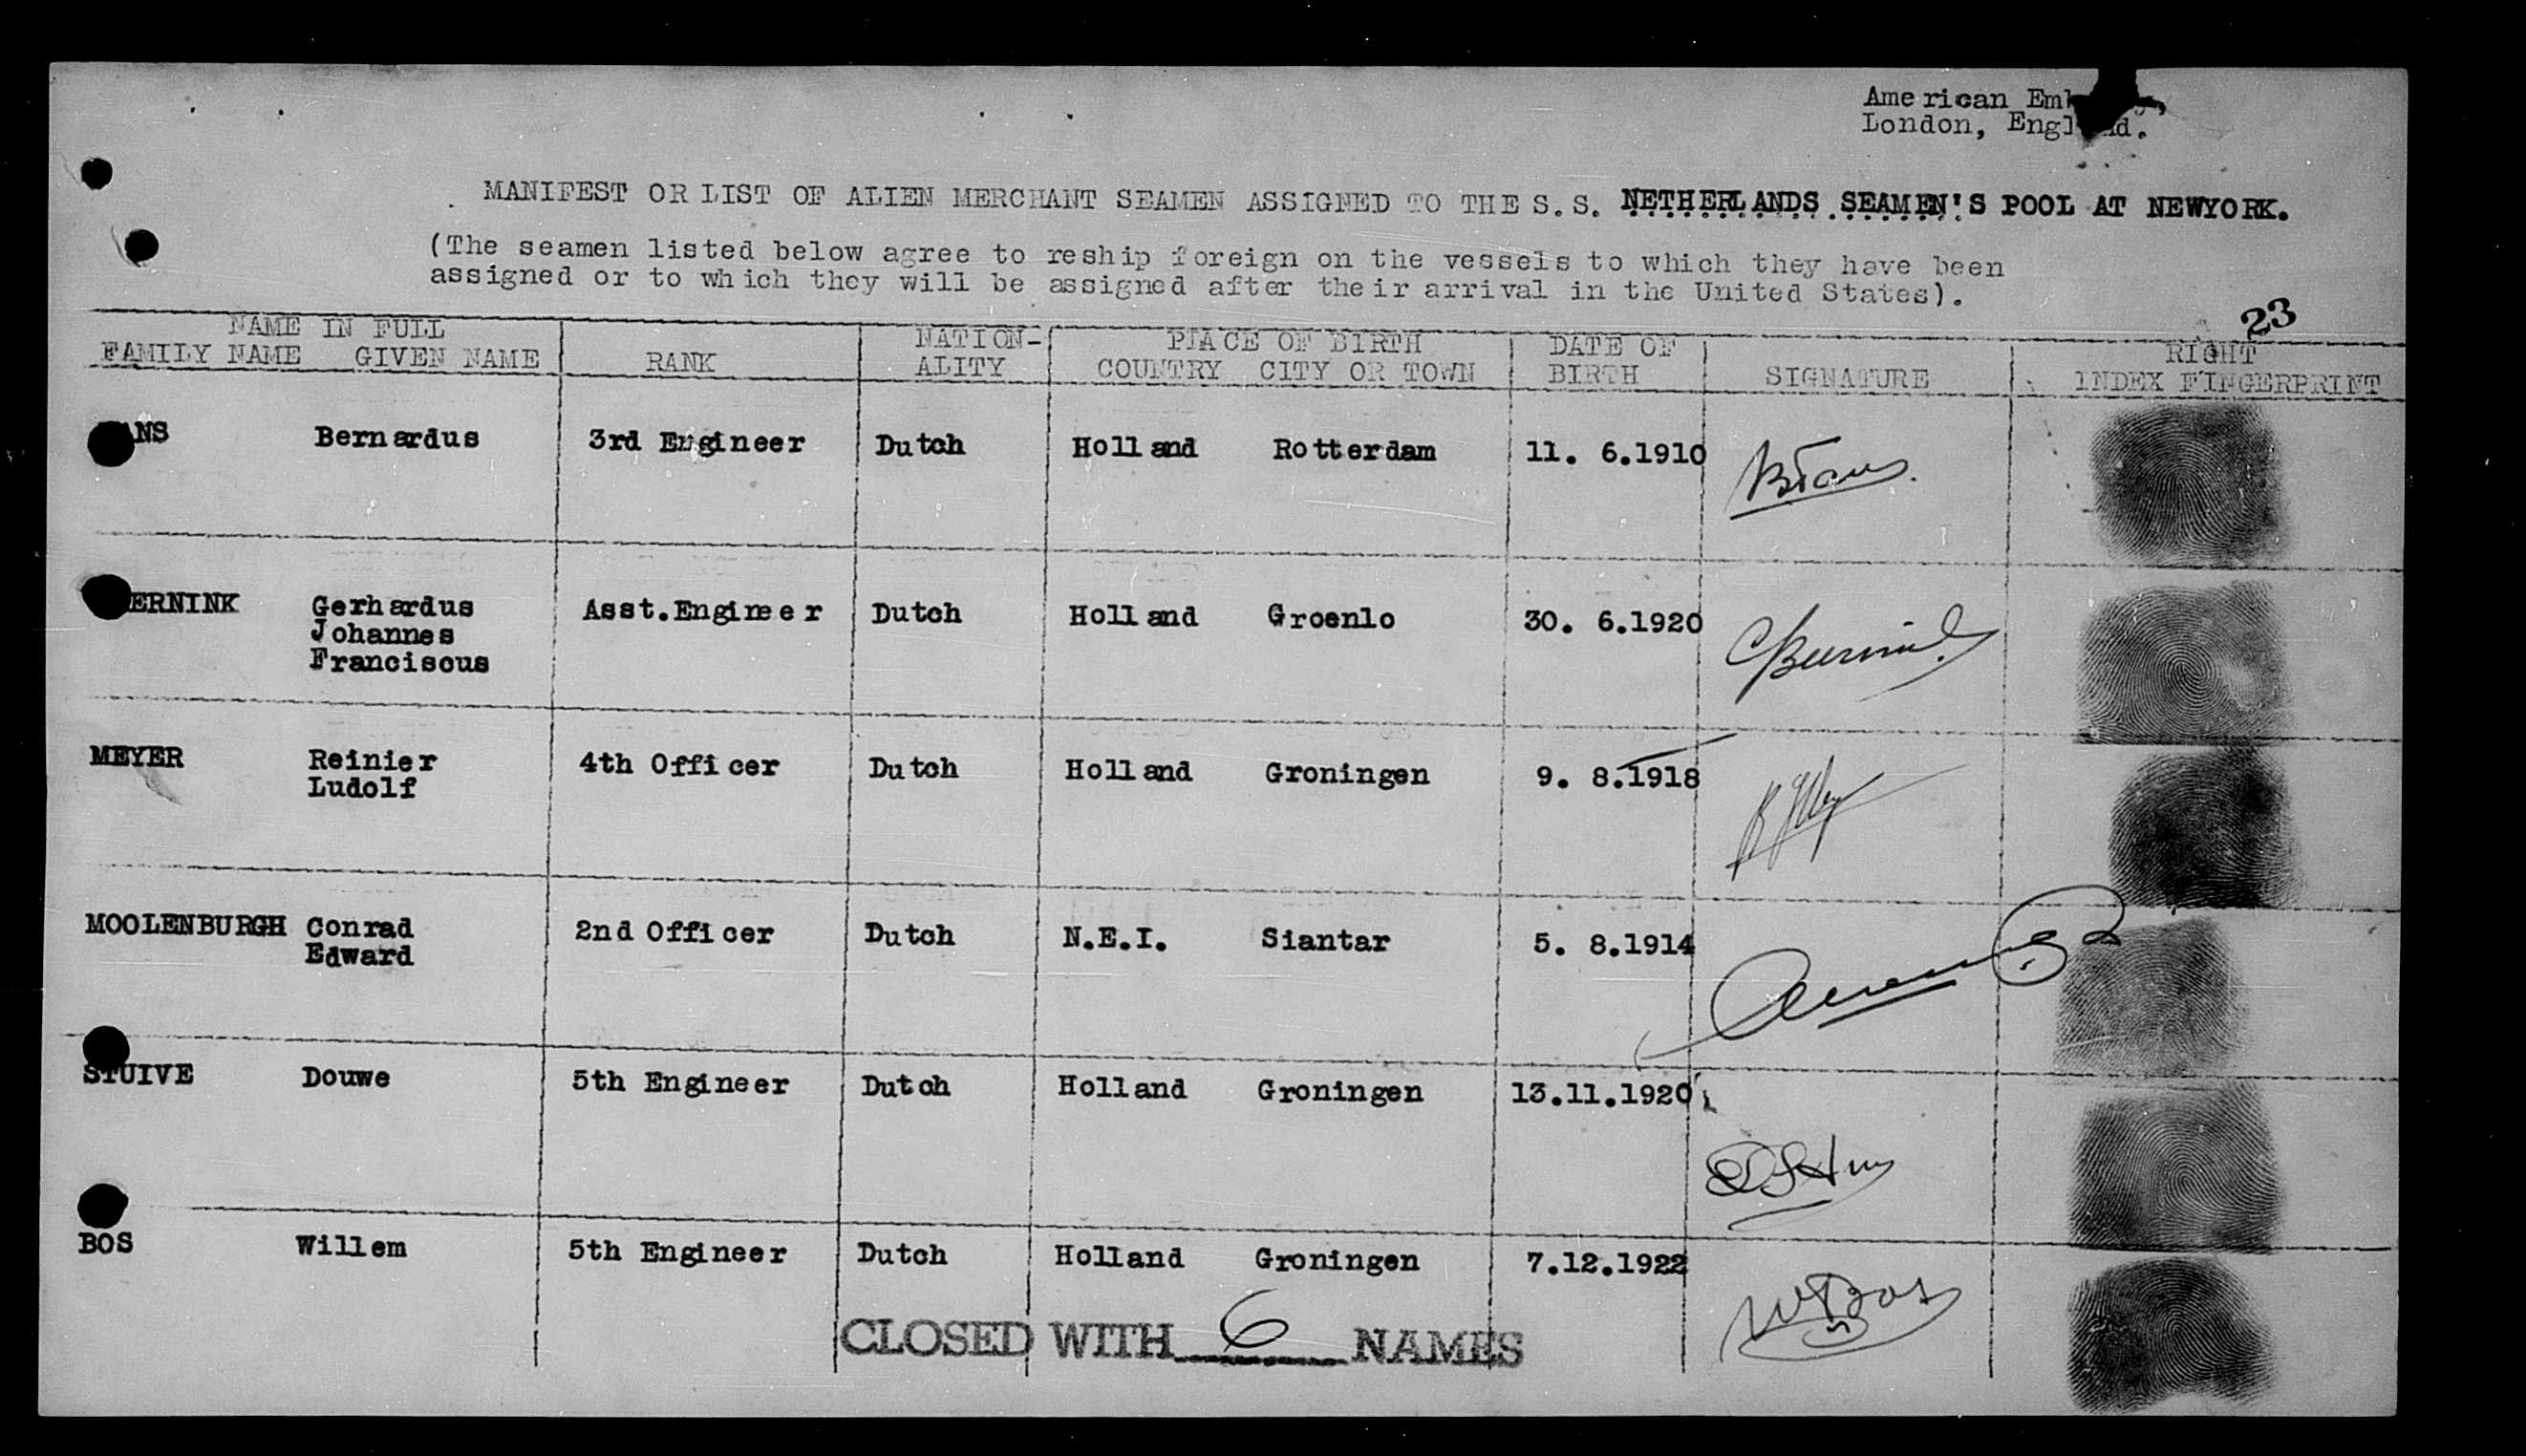 American
London,
MANIFEST OR LIST OF ALIEN MERCHANT SEAMEN ASSIGNED TO THE S.S. NETHERLANDS SEAMEN'S POOL AT NEWYORK.
(The seamen listed below agree to reship foreign on the vessels to which they have been
assigned or to which they will be assigned after their arrival in the United States).
23
NAME IN FULL NATION- PLACE OF BIRTH DATE OF RIGHT
FAMILY NAME GIVEN NAME RANK ALITY COUNTRY CITY OR TOWN BIRTH SIGNATURE INDEX FINGERPRINT
Bernardus 3rd Engineer Dutch Holland Rotterdam 11. 6.1910
Gerhardus Asst.Engineer Dutch Holland Groenlo 30. 6.1920
Johannes
Franciscus
MEYER Reinier 4th Officer Dutch Holland Groningen 9. 8.1918
Ludolf
MOOLENBURGH Conrad 2nd Officer Dutch N.E.I. Siantar 5. 8.1914
Edward
STUIVE Douwe 5th Engineer Dutch Holland Groningen 13.11.1920
BOS Willem 5th Engineer Dutch Holland Groningen 7.12.1922
WBos
CLOSED WITH 6 NAMES